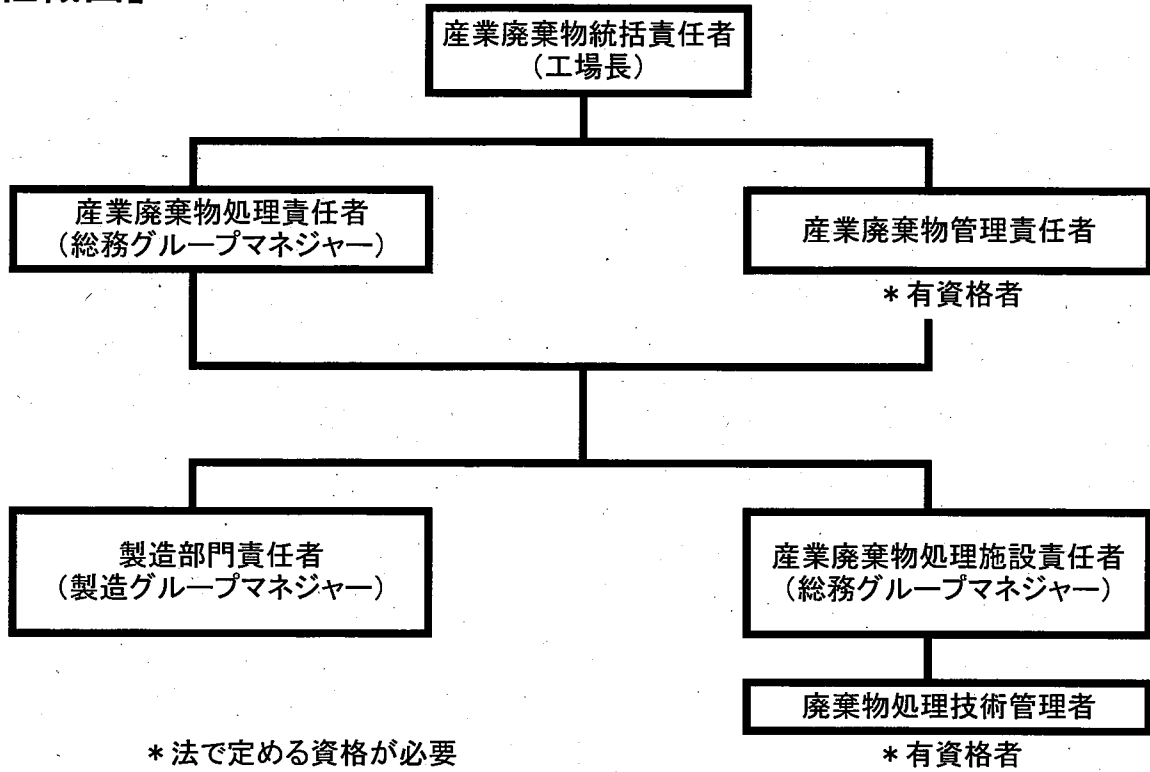 産業廃棄物統括責任者
(工場長)
産業廃棄物処理責任者
(総務グループマネジャー)
産業廃棄物管理責任者
*有資格者
製造部門責任者
(製造グループマネジャー)
産業廃棄物処理施設責任者
(総務グループマネジャー)
廃棄物処理技術管理者
*法で定める資格が必要
*有資格者